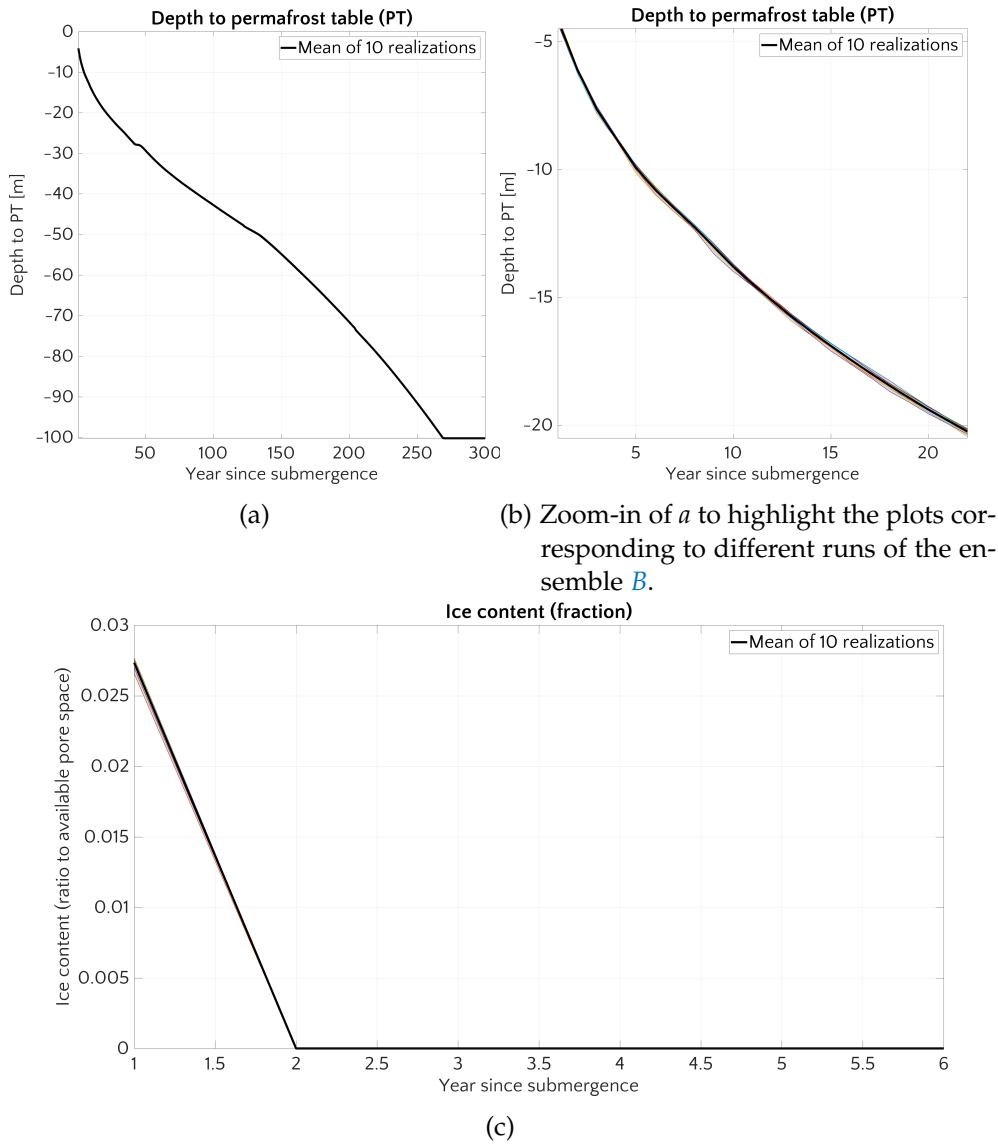 Depth to permafrost table (PT)
Mean of 10 realizations
0
-10
-20
-30
-40
-50
-60
-70
-80
-90
-100
Depth to PT [m]
50 100 150 200 250 300
Year since submergence
(a)
Depth to permafrost table (PT)
Mean of 10 realizations
-5
-10
-15
-20
Depth to PT [m]
5 10 15 20
Year since submergence
(b) Zoom-in of a to highlight the plots cor-
responding to different runs of the en-
semble B.
Ice content (fraction)
Mean of 10 realizations
0.03
0.025
0.02
0.015
0.01
0.005
0
Ice content (ratio to available pore space)
1 1.5 2 2.5 3 3.5 4 4.5 5 5.5 6
Year since submergence
(c)